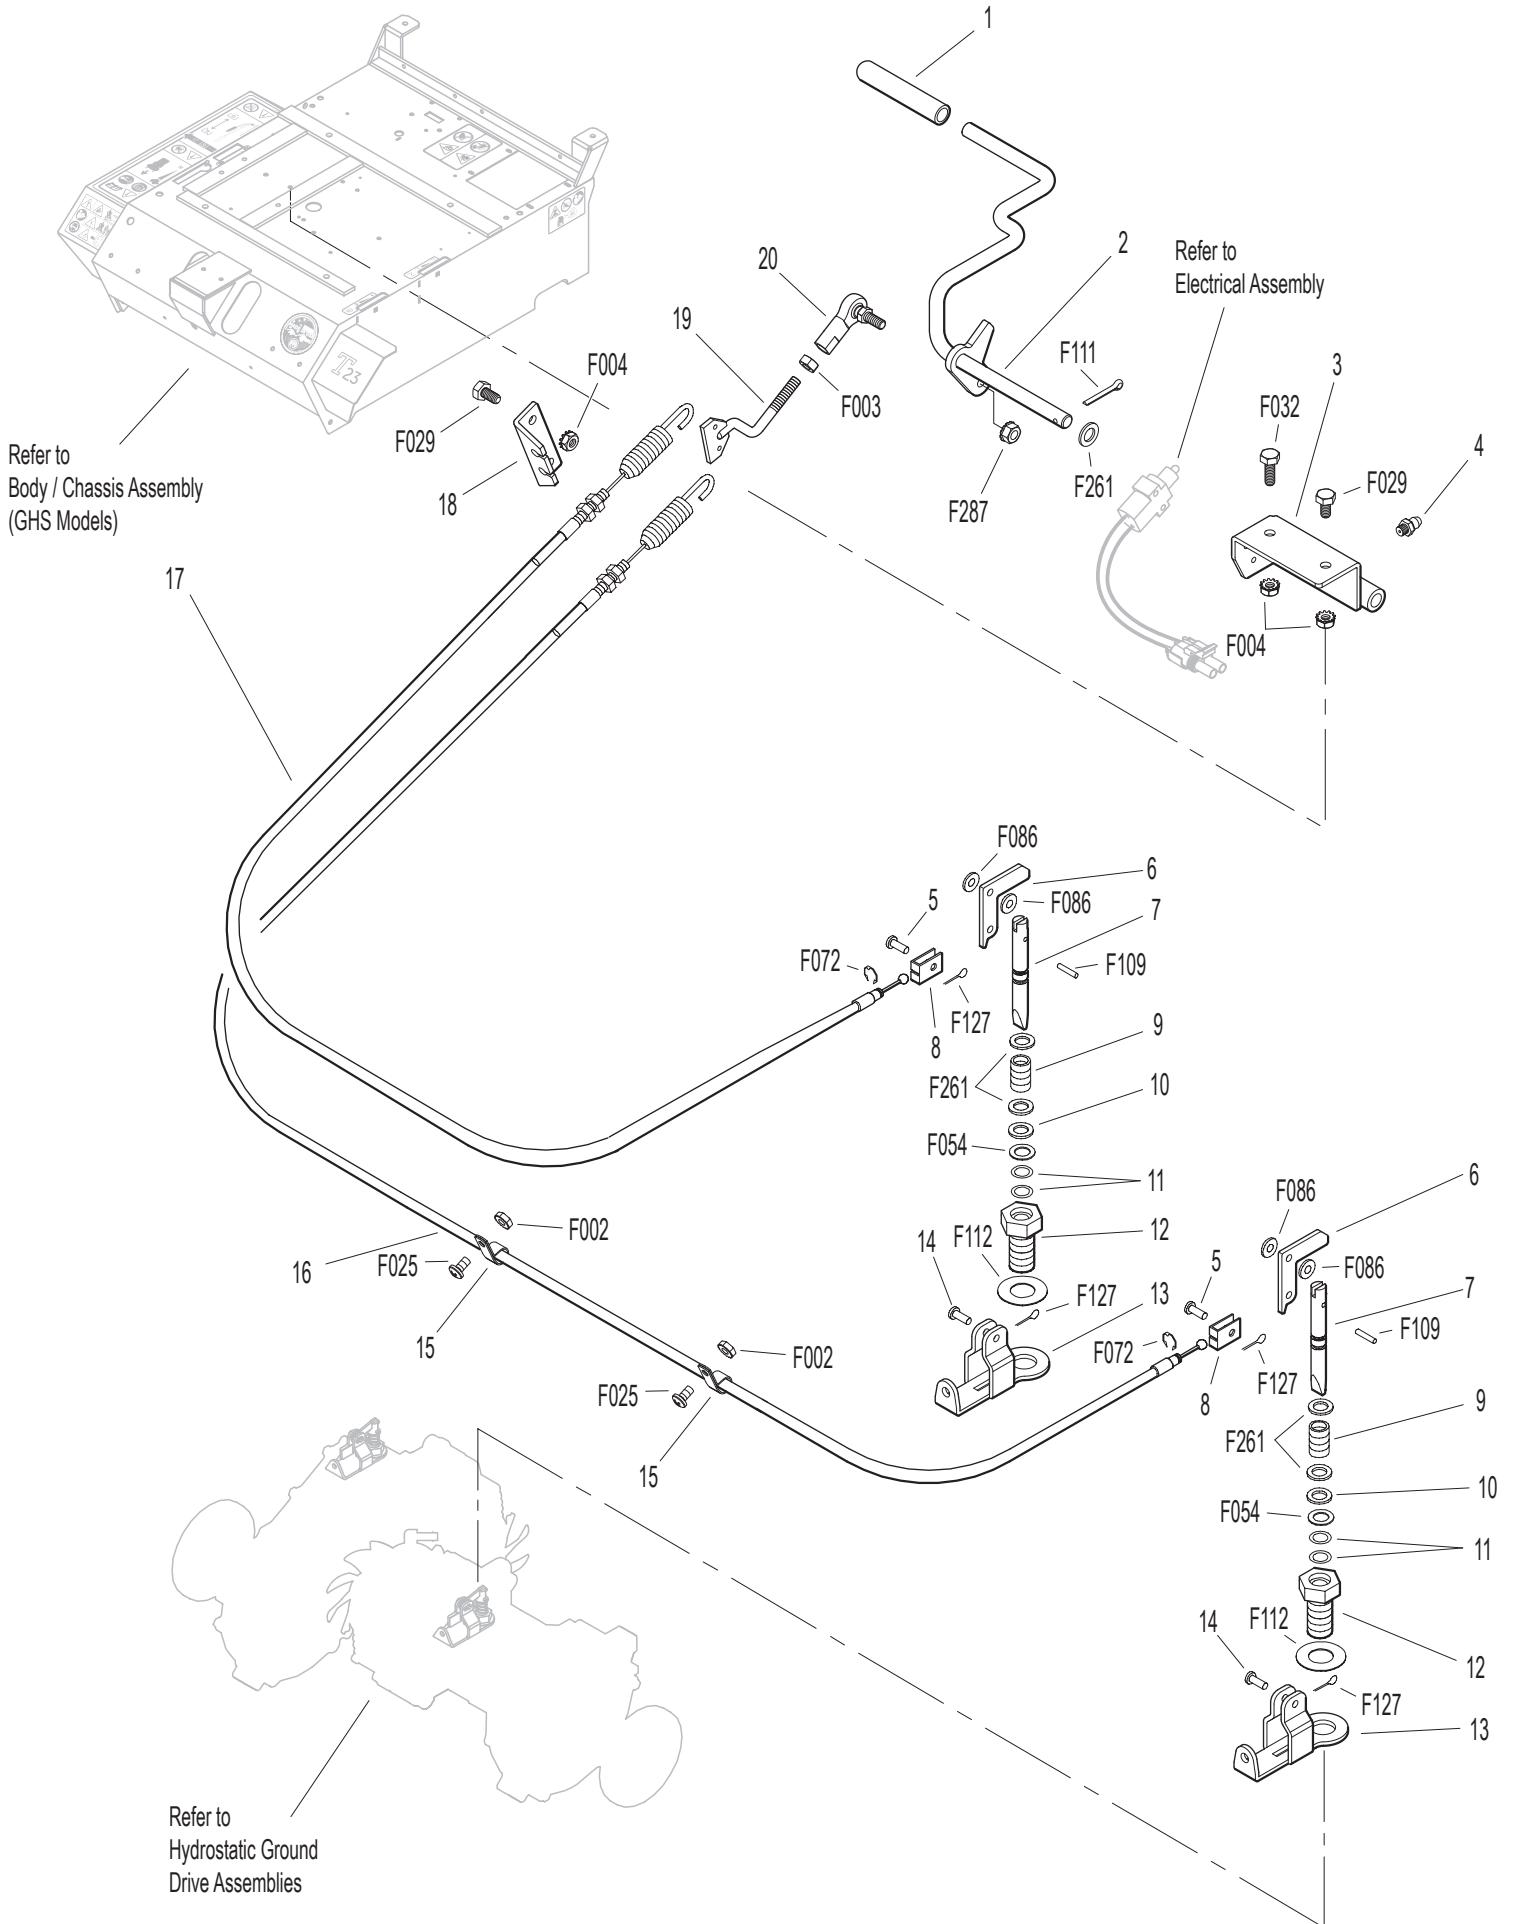 1
2
Refer to
Electrical Assembly
20
19
F111
3
F004
F003
F032
F029
4
F029
F287
F261
Refer to
Body / Chassis Assembly
(GHS Models)
18
T23
17
F004
F086
6
5
F086
7
F072
F109
F127
8
9
F261
10
F054
11
F002
14
F112
12
16
F025
F127
13
15
F086
6
5
F086
7
F002
F072
F109
F025
F127
8
9
F261
15
10
F054
11
14
F112
12
F127
13
Refer to
Hydrostatic Ground
Drive Assemblies